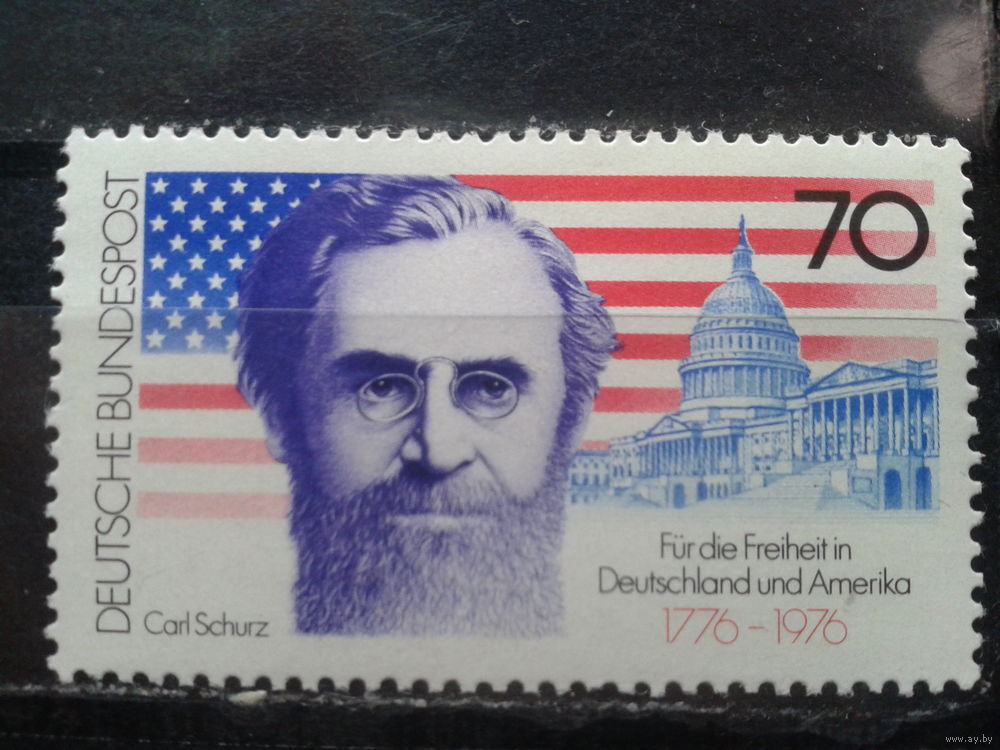 DEUTSCHE BUNDESPOST
70
Für die Freiheit in
Deutschland und Amerika
1776 – 1976
Carl Schurz
www.ay.by